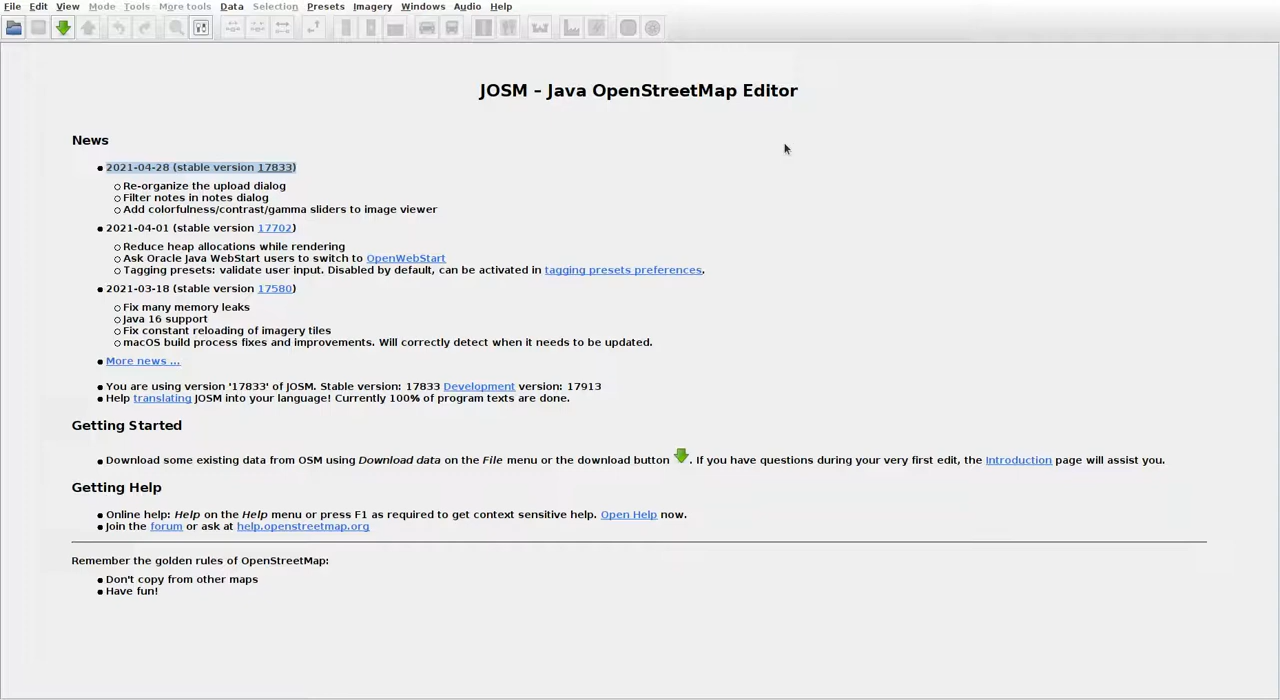 File Edit View Mode Tools More tools Data Selection Presets Imagery Windows Audio Help
JOSM – Java OpenStreetMap Editor
News
2021-04-28 (stable version 17833)
Re-organize the upload dialog
Filter notes in notes dialog
Add colorfulness/contrast/gamma sliders to image viewer
2021-04-01 (stable version 17702)
Reduce heap allocations while rendering
Ask Oracle Java WebStart users to switch to OpenWebStart
Tagging presets: validate user input. Disabled by default, can be activated in tagging presets preferences.
2021-03-18 (stable version 17580)
Fix many memory leaks
Java 16 support
Fix constant reloading of imagery tiles
macOS build process fixes and improvements. Will correctly detect when it needs to be updated.
More news ...
You are using version '17833' of JOSM. Stable version: 17833 Development version: 17913
Help translating JOSM into your language! Currently 100% of program texts are done.
Getting Started
Download some existing data from OSM using Download data on the File menu or the download button . If you have questions during your very first edit, the Introduction page will assist you.
Getting Help
Online help: Help on the Help menu or press F1 as required to get context sensitive help. Open Help now.
Join the forum or ask at help.openstreetmap.org
Remember the golden rules of OpenStreetMap:
Don't copy from other maps
Have fun!